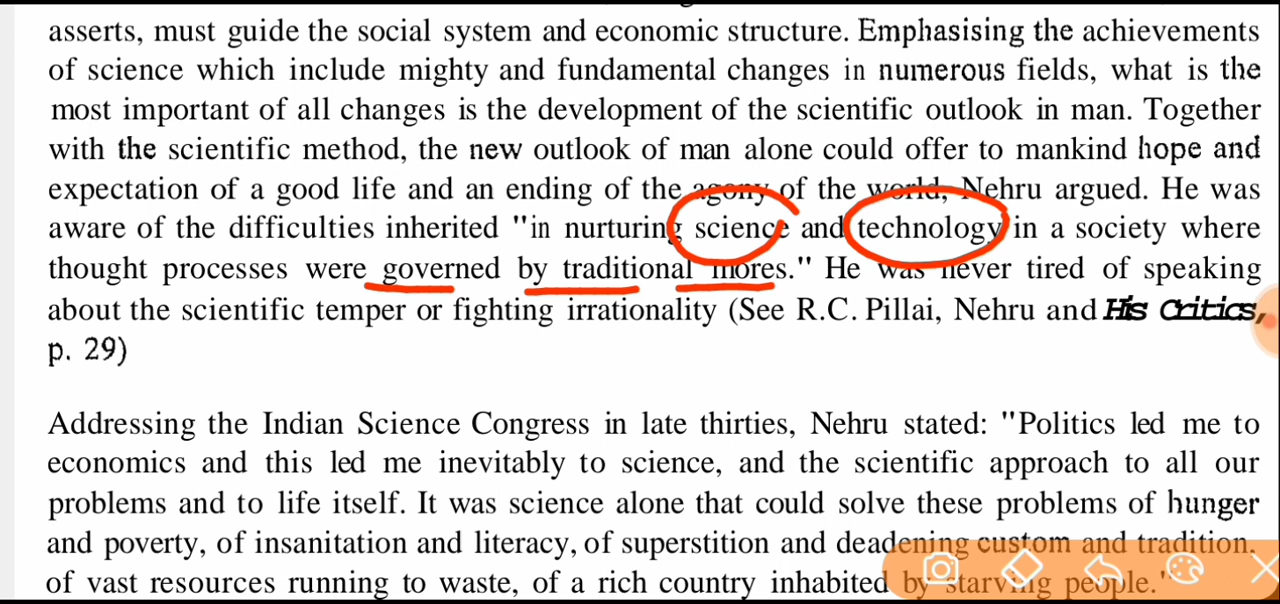 asserts, must guide the social system and economic structure. Emphasising the achievements
of science which include mighty and fundamental changes in numerous fields, what is the
most important of all changes is the development of the scientific outlook in man. Together
with the scientific method, the new outlook of man alone could offer to mankind hope and
expectation of a good life and an ending of the agony of the world, Nehru argued. He was
aware of the difficulties inherited "in nurturing science and technology in a society where
thought processes were governed by traditional mores." He was never tired of speaking
about the scientific temper or fighting irrationality (See R.C. Pillai, Nehru and His Critics,
p. 29)
Addressing the Indian Science Congress in late thirties, Nehru stated: "Politics led me to
economics and this led me inevitably to science, and the scientific approach to all our
problems and to life itself. It was science alone that could solve these problems of hunger
and poverty, of insanitation and literacy, of superstition and deadening custom and tradition,
of vast resources running to waste, of a rich country inhabited by starving people."